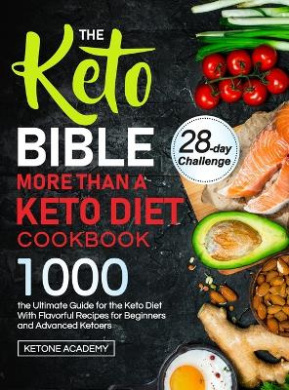 THE
Keto
BIBLE
28-day
Challenge
MORE THAN A
KETO DIET
COOKBOOK
1000
the Ultimate Guide for the Keto Diet
With Flavorful Recipes for Beginners
and Advanced Ketoers
KETONE ACADEMY